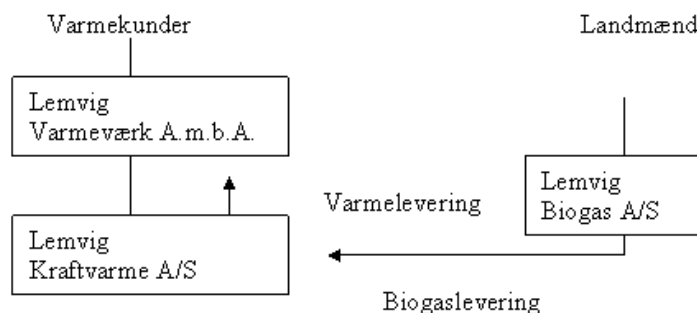 Varmekunder
Landmænd
Lemvig
Varmeværk A.m.b.A.
Lemvig
Biogas A/S
Varmelevering
Lemvig
Kraftvarme A/S
Biogaslevering